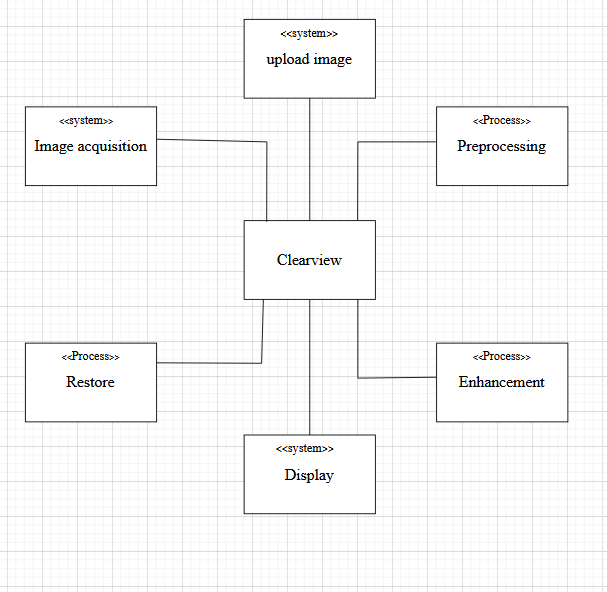 <<system>>
upload image
<<system>>
Image acquisition
<<Process>>
Preprocessing
Clearview
<<Process>>
Restore
<<Process>>
Enhancement
<<system>>
Display